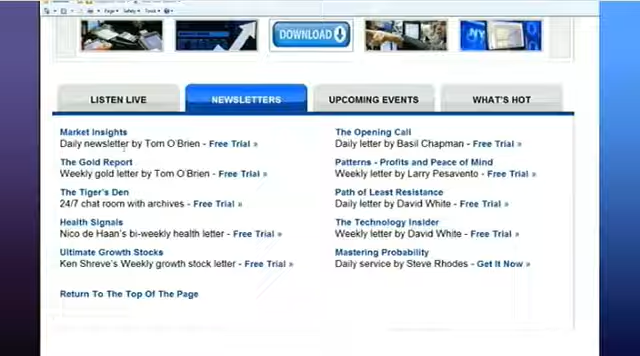 Page
Safety
Tools
NY
DOWNLOAD
LISTEN LIVE
NEWSLETTERS
UPCOMING EVENTS
WHAT'S HOT
Market Insights
Daily newsletter by Tom O'Brien - Free Trial »
The Gold Report
Weekly gold letter by Tom O'Brien - Free Trial »
The Tiger's Den
24/7 chat room with archives - Free Trial »
Health Signals
Nico de Haan's bi-weekly health letter - Free Trial »
Ultimate Growth Stocks
Ken Shreve's Weekly growth stock letter - Free Trial »
Return To The Top Of The Page
The Opening Call
Daily letter by Basil Chapman - Free Trial »
Patterns - Profits and Peace of Mind
Weekly letter by Larry Pesavento - Free Trial »
Path of Least Resistance
Daily letter by David White - Free Trial »
The Technology Insider
Weekly letter by David White - Free Trial »
Mastering Probability
Daily service by Steve Rhodes - Get It Now »